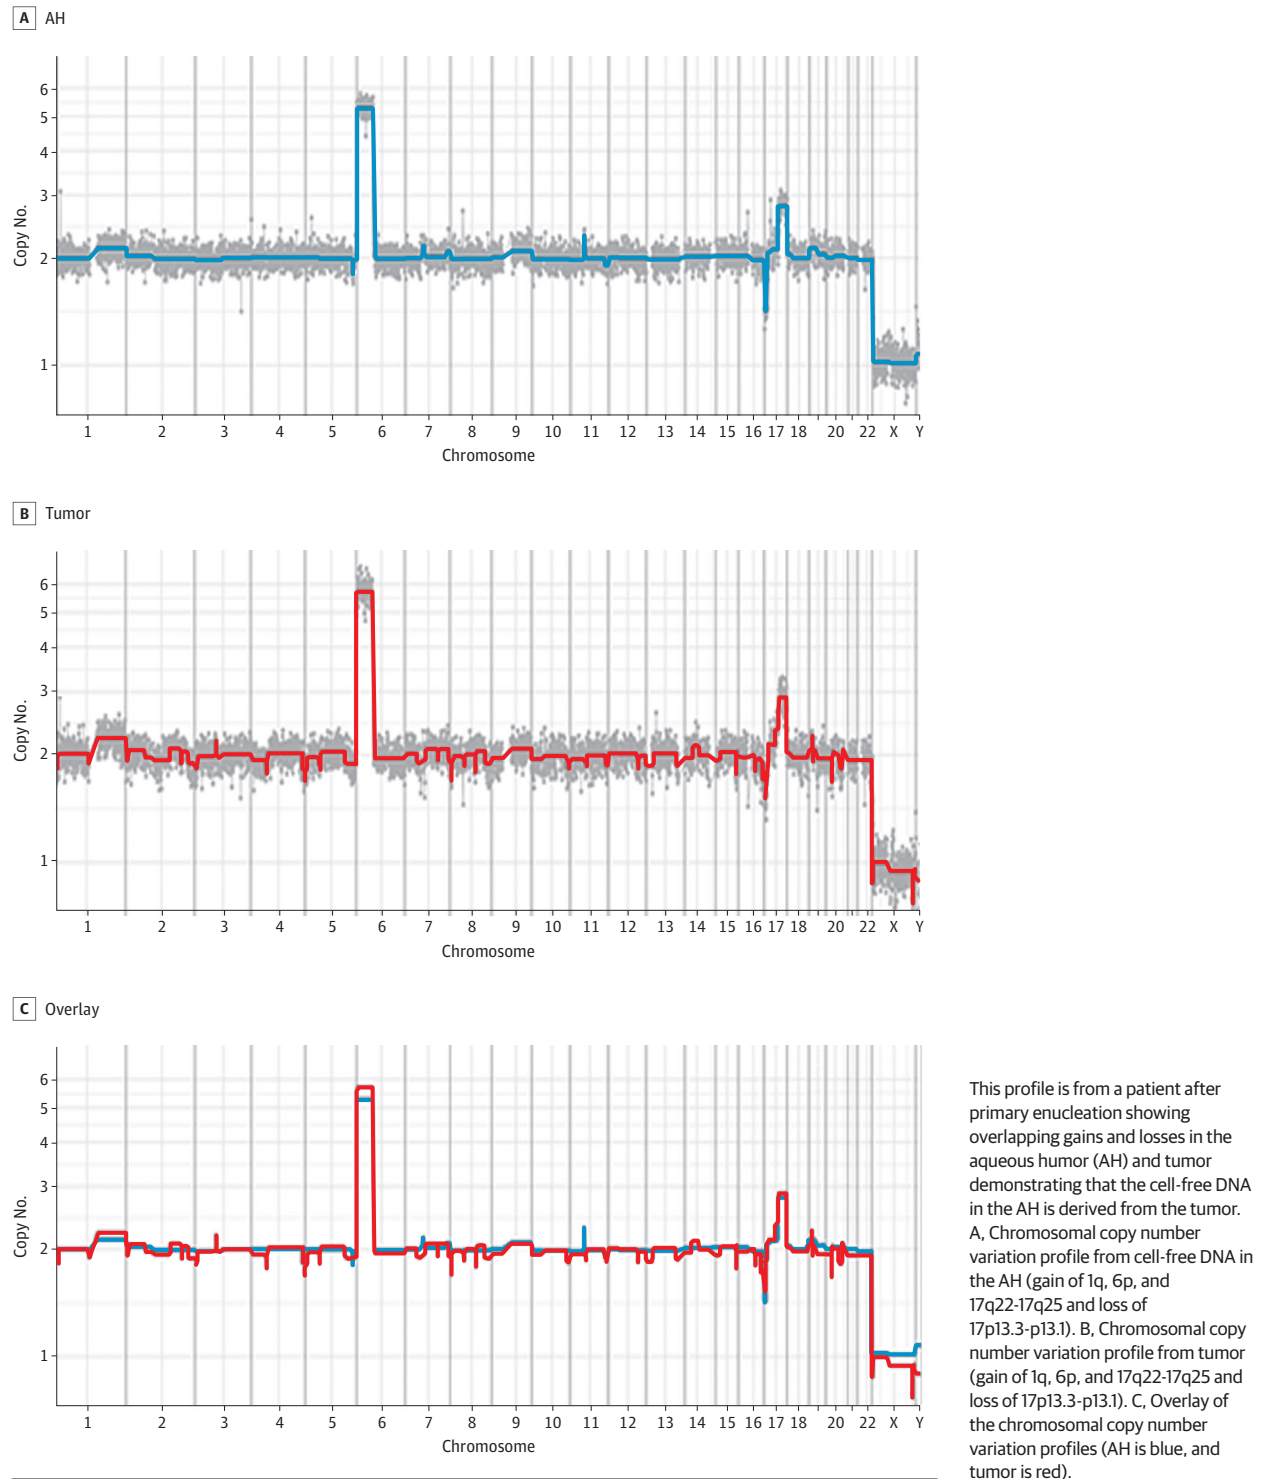 A AH
6
5
4
3
2
1
Copy No.
1 2 3 4 5 6 7 8 9 10 11 12 13 14 15 16 17 18 20 22 X Y
Chromosome
B Tumor
6
5
4
3
2
1
Copy No.
1 2 3 4 5 6 7 8 9 10 11 12 13 14 15 16 17 18 20 22 X Y
Chromosome
C Overlay
6
5
4
3
2
1
Copy No.
1 2 3 4 5 6 7 8 9 10 11 12 13 14 15 16 17 18 20 22 X Y
Chromosome
This profile is from a patient after
primary enucleation showing
overlapping gains and losses in the
aqueous humor (AH) and tumor
demonstrating that the cell-free DNA
in the AH is derived from the tumor.
A, Chromosomal copy number
variation profile from cell-free DNA in
the AH (gain of 1q, 6p, and
17q22-17q25 and loss of
17p13.3-p13.1). B, Chromosomal copy
number variation profile from tumor
(gain of 1q, 6p, and 17q22-17q25 and
loss of 17p13.3-p13.1). C, Overlay of
the chromosomal copy number
variation profiles (AH is blue, and
tumor is red).